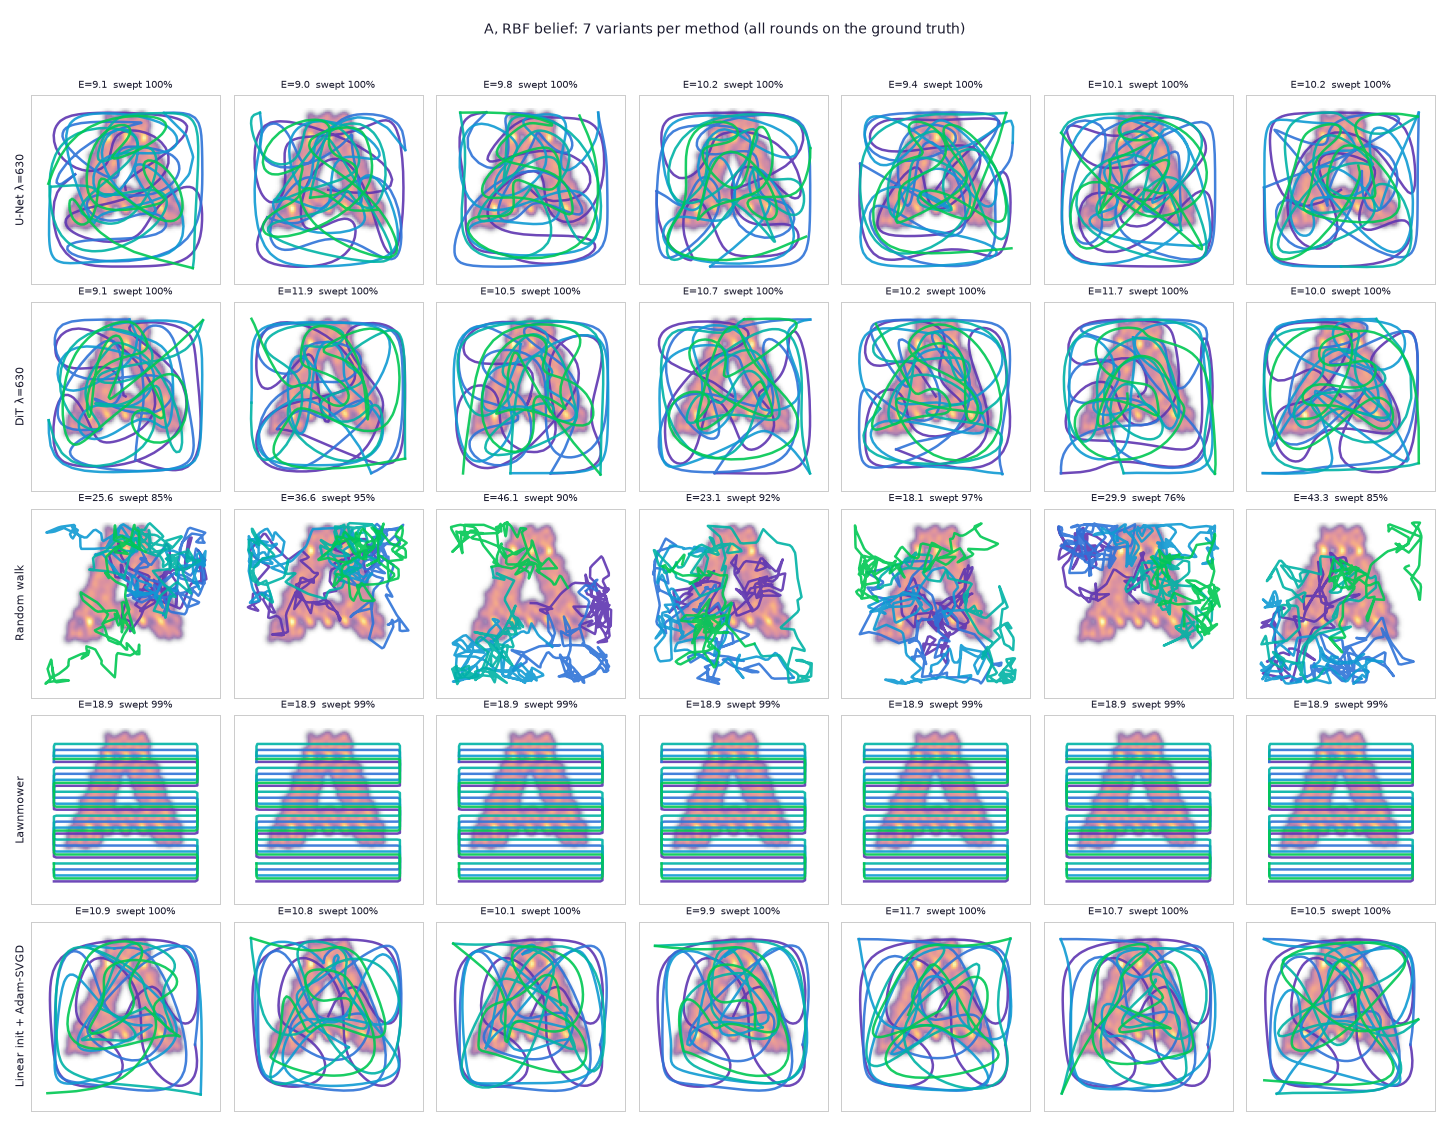 A, RBF belief: 7 variants per method (all rounds on the ground truth)
E=9.1 swept 100% E=9.0 swept 100% E=9.8 swept 100% E=10.2 swept 100% E=9.4 swept 100% E=10.1 swept 100% E=10.2 swept 100%
U-Net λ=630
E=9.1 swept 100% E=11.9 swept 100% E=10.5 swept 100% E=10.7 swept 100% E=10.2 swept 100% E=11.7 swept 100% E=10.0 swept 100%
DiT λ=630
E=25.6 swept 85% E=36.6 swept 95% E=46.1 swept 90% E=23.1 swept 92% E=18.1 swept 97% E=29.9 swept 76% E=43.3 swept 85%
Random walk
E=18.9 swept 99% E=18.9 swept 99% E=18.9 swept 99% E=18.9 swept 99% E=18.9 swept 99% E=18.9 swept 99% E=18.9 swept 99%
Lawnmower
E=10.9 swept 100% E=10.8 swept 100% E=10.1 swept 100% E=9.9 swept 100% E=11.7 swept 100% E=10.7 swept 100% E=10.5 swept 100%
Linear init + Adam-SVGD